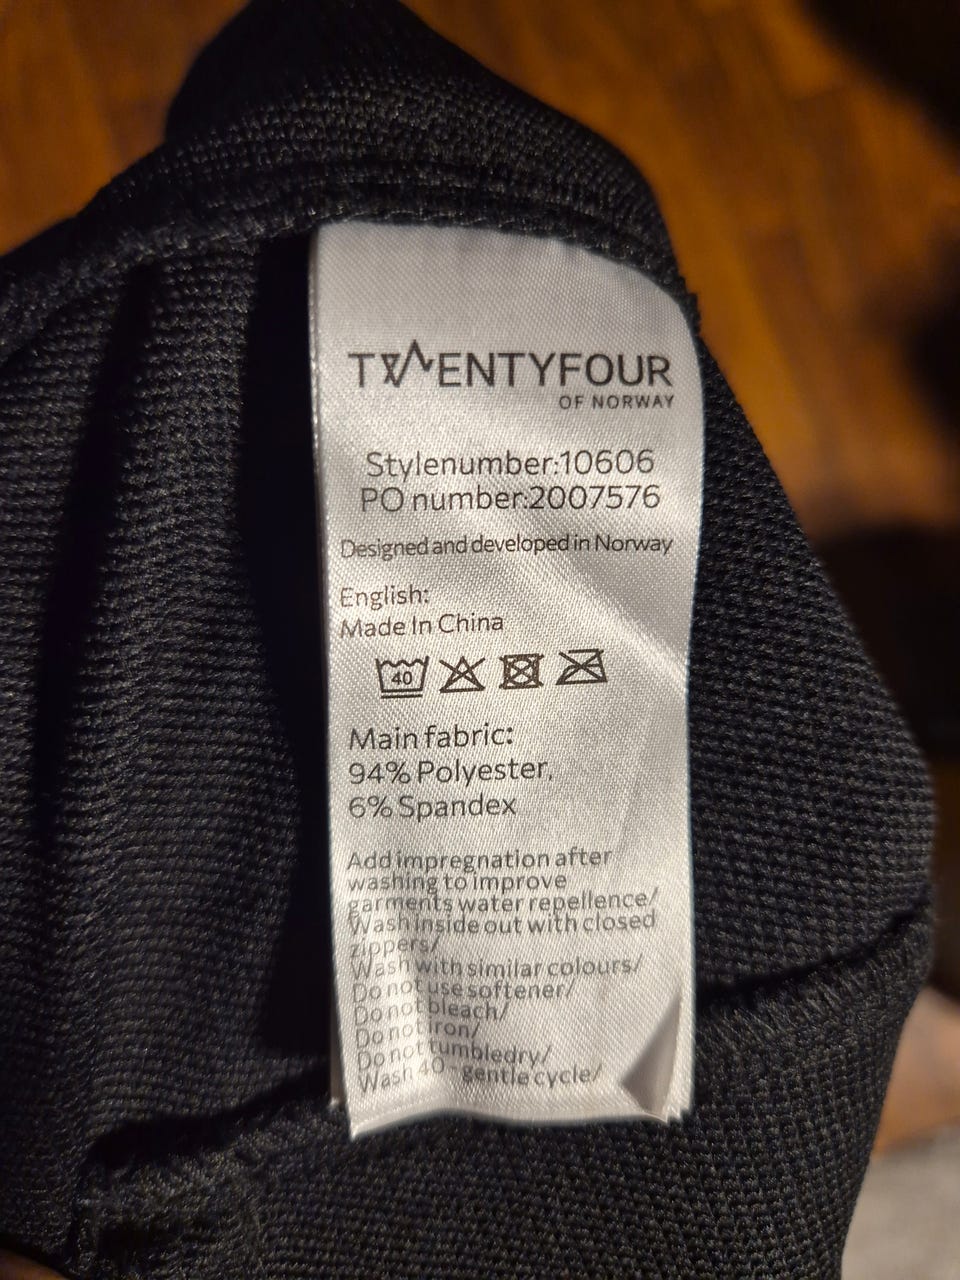 TWENTYFOUR
OF NORWAY
Stylenumber:10606
PO number:2007576
Designed and developed in Norway
English:
Made In China
40
Main fabric:
94% Polyester,
6% Spandex
Add impregnation after
washing to improve
garments water repellence/
Wash inside out with closed
zippers/
Wash with similar colours/
Do not use softener/
Do not bleach/
Do not iron/
Do not tumbledry/
Wash 40 - gentle cycle/